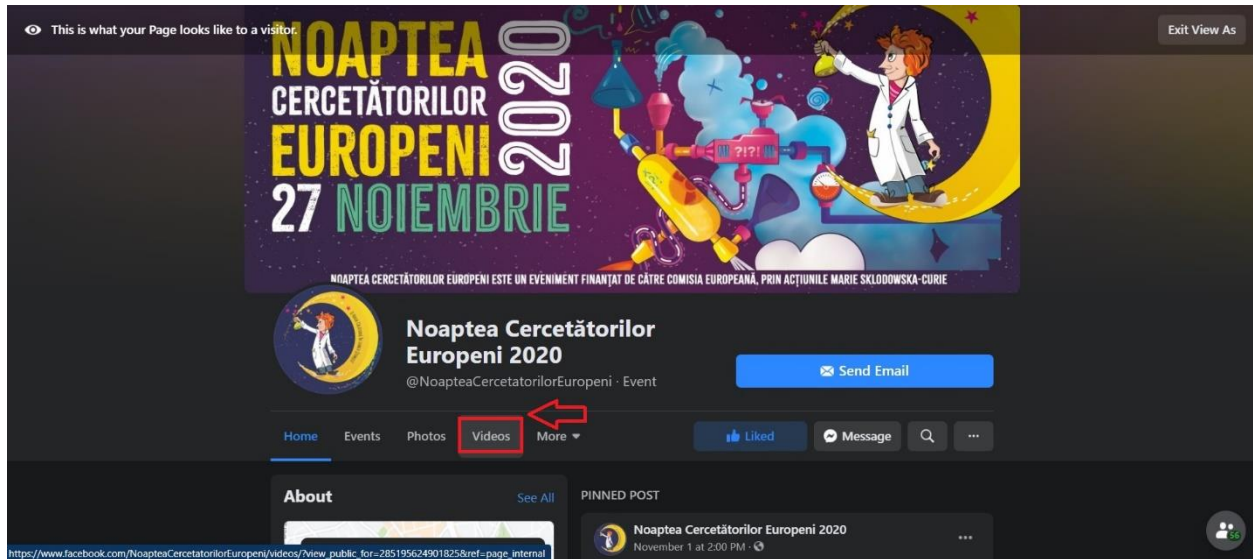 This is what your Page looks like to a visitor.
Exit View As
NOAPTEA
CERCETĂTORILOR
EUROPENI
2020
27 NOIEMBRIE
?!?!
NOAPTEA CERCETĂTORILOR EUROPENI ESTE UN EVENIMENT FINANȚAT DE CĂTRE COMISIA EUROPEANĂ, PRIN ACȚIUNILE MARIE SKLODOWSKA-CURIE
Noaptea Cercetătorilor
Europeni 2020
@NoapteaCercetatorilorEuropeni · Event
Send Email
Home Events Photos Videos More
Liked Message ...
About See All
PINNED POST
Noaptea Cercetătorilor Europeni 2020
November 1 at 2:00 PM ·
...
56
https://www.facebook.com/NoapteaCercetatorilorEuropeni/videos/?view_public_for=285195624901825&ref=page_internal